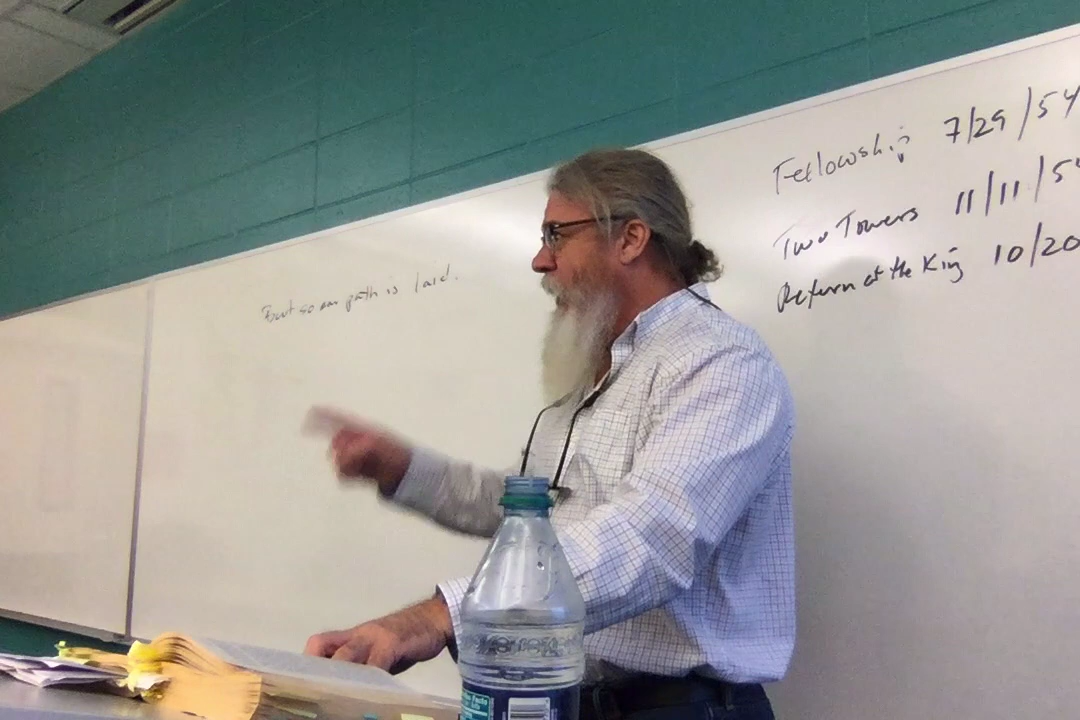 But so our path is laid.
Fellowship 7/29/54
Two Towers 11/11/54
Return of the King 10/20